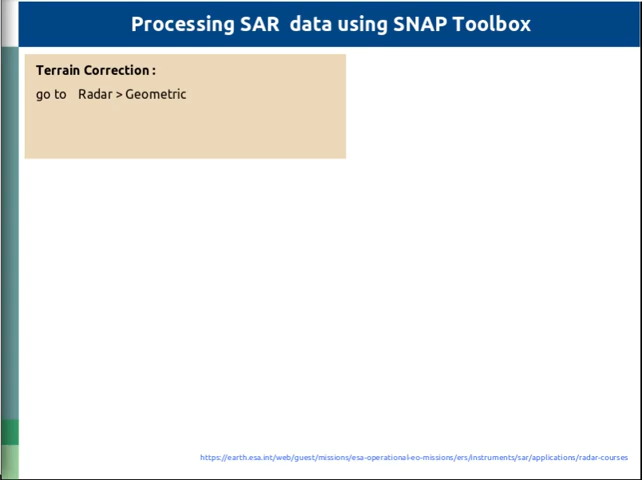 Processing SAR data using SNAP Toolbox
Terrain Correction :
go to Radar > Geometric
https://earth.esa.int/web/guest/missions/esa-operational-eo-missions/ers/instruments/sar/applications/radar-courses